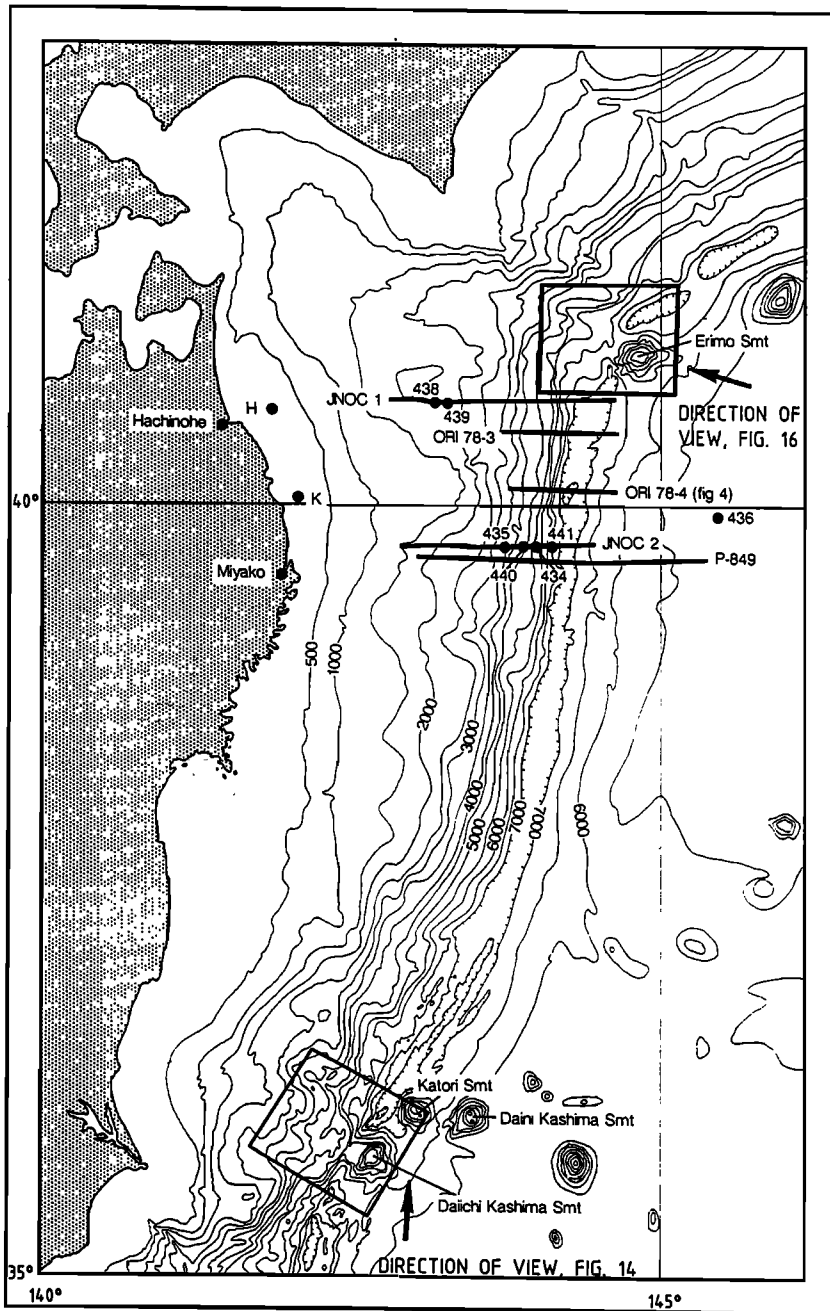 Erimo Smt
JNOC 1
438
439
DIRECTION OF
VIEW, FIG. 16
H
Hachinohe
ORI 78-3
40°
K
ORI 78-4 (fig 4)
436
435
441
JNOC 2
Miyako
440
434
P-849
500
1000
2000
3000
4000
5000
6000
7000
7000
6000
Katori Smt
Daini Kashima Smt
Daiichi Kashima Smt
DIRECTION OF VIEW, FIG. 14
35°
140°
145°